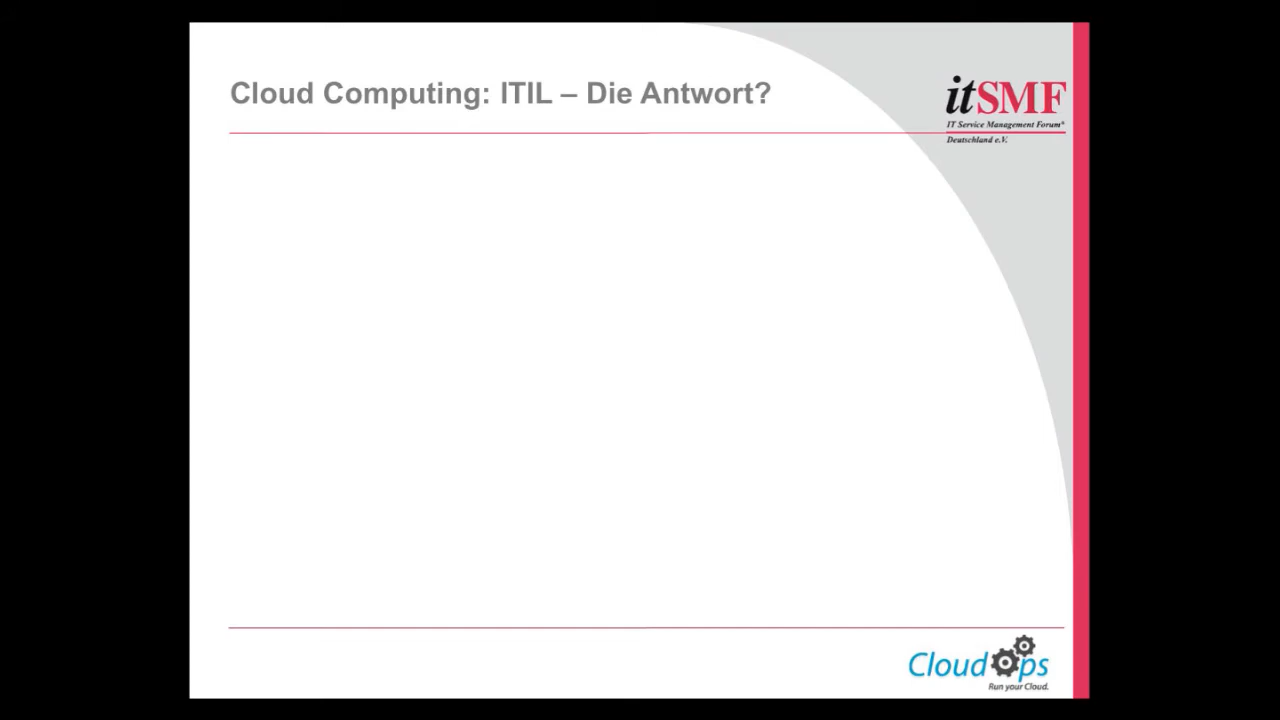 Cloud Computing: ITIL – Die Antwort?
itSMF
IT Service Management Forum®
Deutschland e.V.
CloudOps
Run your Cloud.